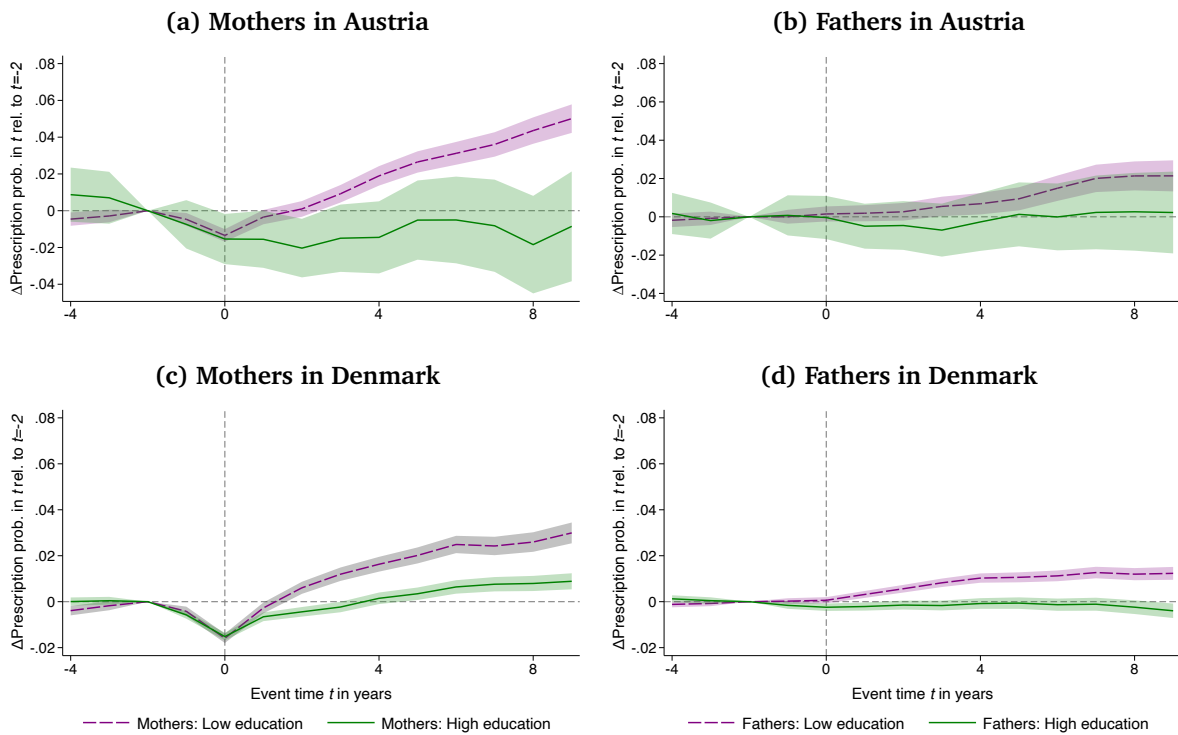 (a) Mothers in Austria
ΔPrescription prob. in t rel. to t=-2
.08
.06
.04
.02
0
-.02
-.04
-4 0 4 8
(b) Fathers in Austria
ΔPrescription prob. in t rel. to t=-2
.08
.06
.04
.02
0
-.02
-.04
-4 0 4 8
(c) Mothers in Denmark
ΔPrescription prob. in t rel. to t=-2
.08
.06
.04
.02
0
-.02
-4 0 4 8
Event time t in years
Mothers: Low education Mothers: High education
(d) Fathers in Denmark
ΔPrescription prob. in t rel. to t=-2
.08
.06
.04
.02
0
-.02
-4 0 4 8
Event time t in years
Fathers: Low education Fathers: High education